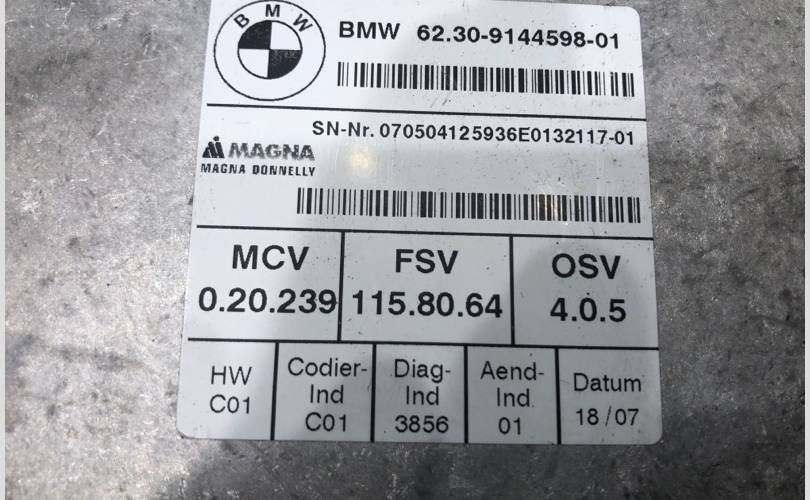 BMW
BMW 62.30-9144598-01
SN-Nr. 070504125936E0132117-01
MAGNA
MAGNA DONNELLY
MCV FSV OSV
0.20.239 115.80.64 4.0.5
HW Codier-Ind Diag-Ind Aend-Ind Datum
C01 C01 3856 01 18/07